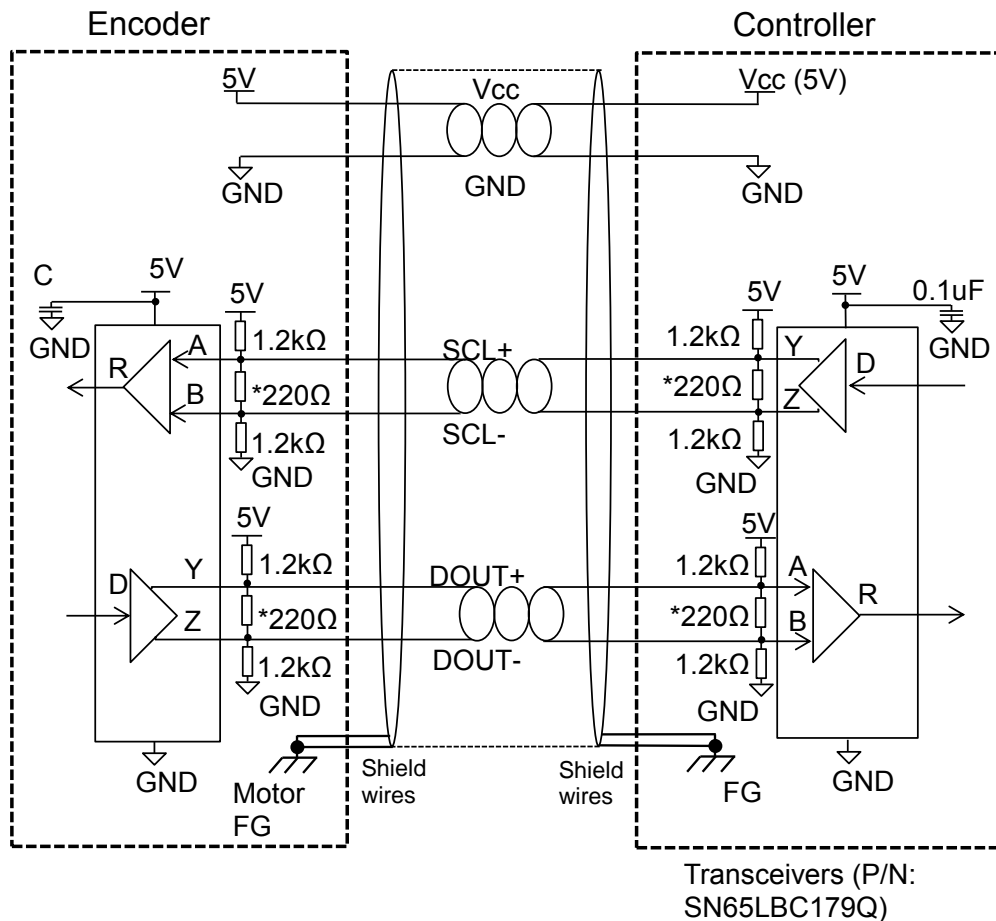 Encoder
Controller
5V
Vcc
Vcc (5V)
GND
GND
GND
C
5V
5V
5V
5V
0.1uF
GND
1.2kΩ
SCL+
1.2kΩ
Y
GND
R
A
D
B
*220Ω
*220Ω
Z
1.2kΩ
SCL-
1.2kΩ
GND
GND
5V
5V
D
Y
1.2kΩ
DOUT+
1.2kΩ
A
R
Z
*220Ω
*220Ω
B
1.2kΩ
DOUT-
1.2kΩ
GND
GND
GND
GND
Motor
FG
Shield
wires
Shield
wires
FG
Transceivers (P/N:
SN65LBC179Q)